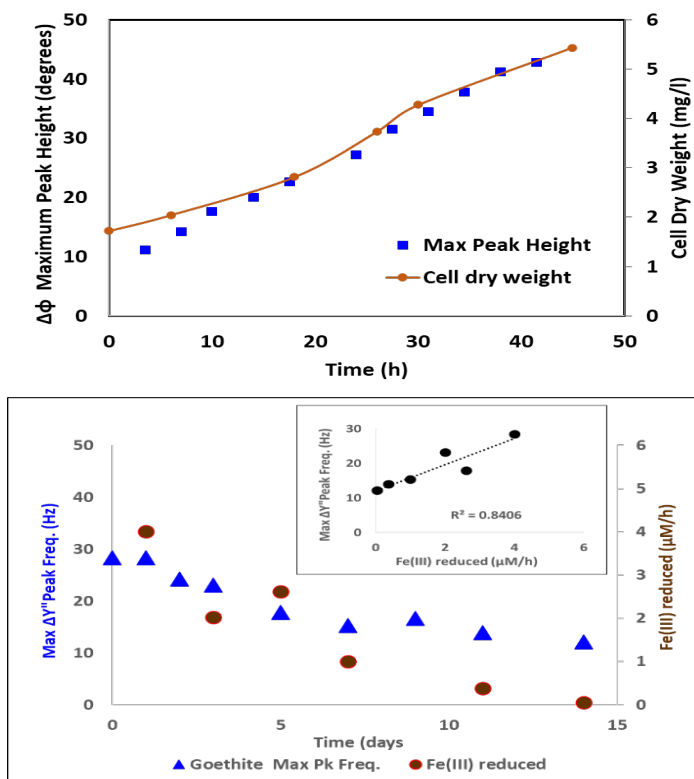 Δϕ Maximum Peak Height (degrees)
50
40
30
20
10
0
0 10 20 30 40 50
Time (h)
6
5
4
3
2
1
0
Cell Dry Weight (mg/l)
Max Peak Height
Cell dry weight
Max ΔY"Peak Freq. (Hz)
50
40
30
20
10
0
0 5 10 15
Time (days
6
5
4
3
2
1
0
Fe(III) reduced (µM/h)
Max ΔY"Peak Freq. (Hz)
30
20
10
0
0 2 4 6
Fe(III) reduced (µM/h)
R² = 0.8406
Goethite Max Pk Freq. Fe(III) reduced